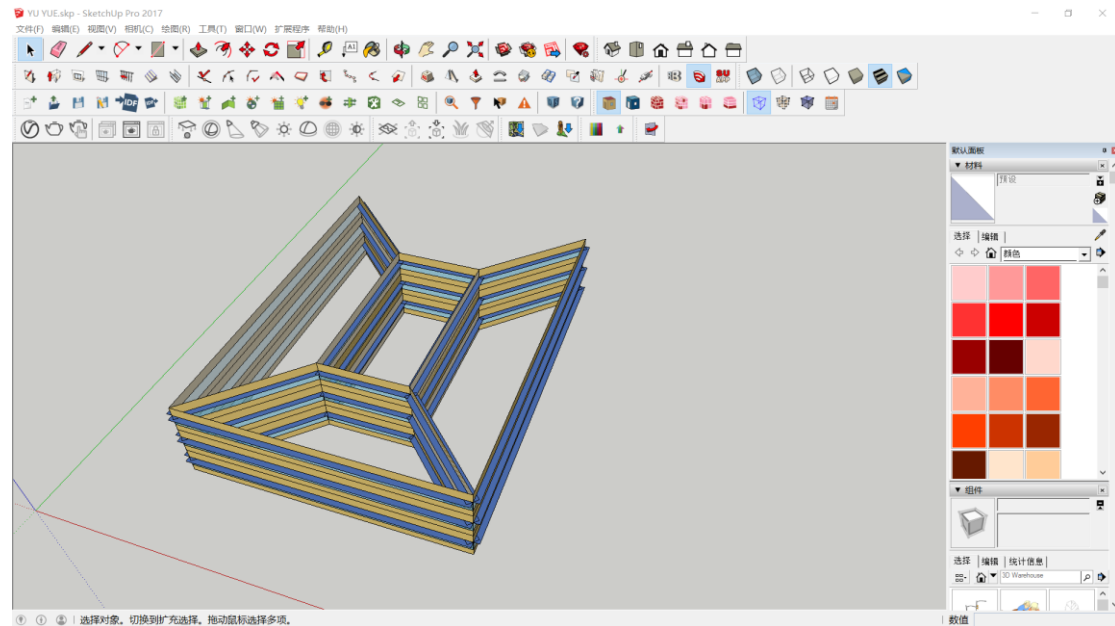 YU YUE.skp - SketchUp Pro 2017
文件(F) 编辑(E) 视图(V) 相机(C) 绘图(R) 工具(T) 窗口(W) 扩展程序 帮助(H)
A1
IDF
默认面板
▼ 材料
预设
选择 编辑
颜色
▼ 组件
选择 编辑 统计信息
3D Warehouse
选择对象。切换到扩充选择。拖动鼠标选择多项。
数值